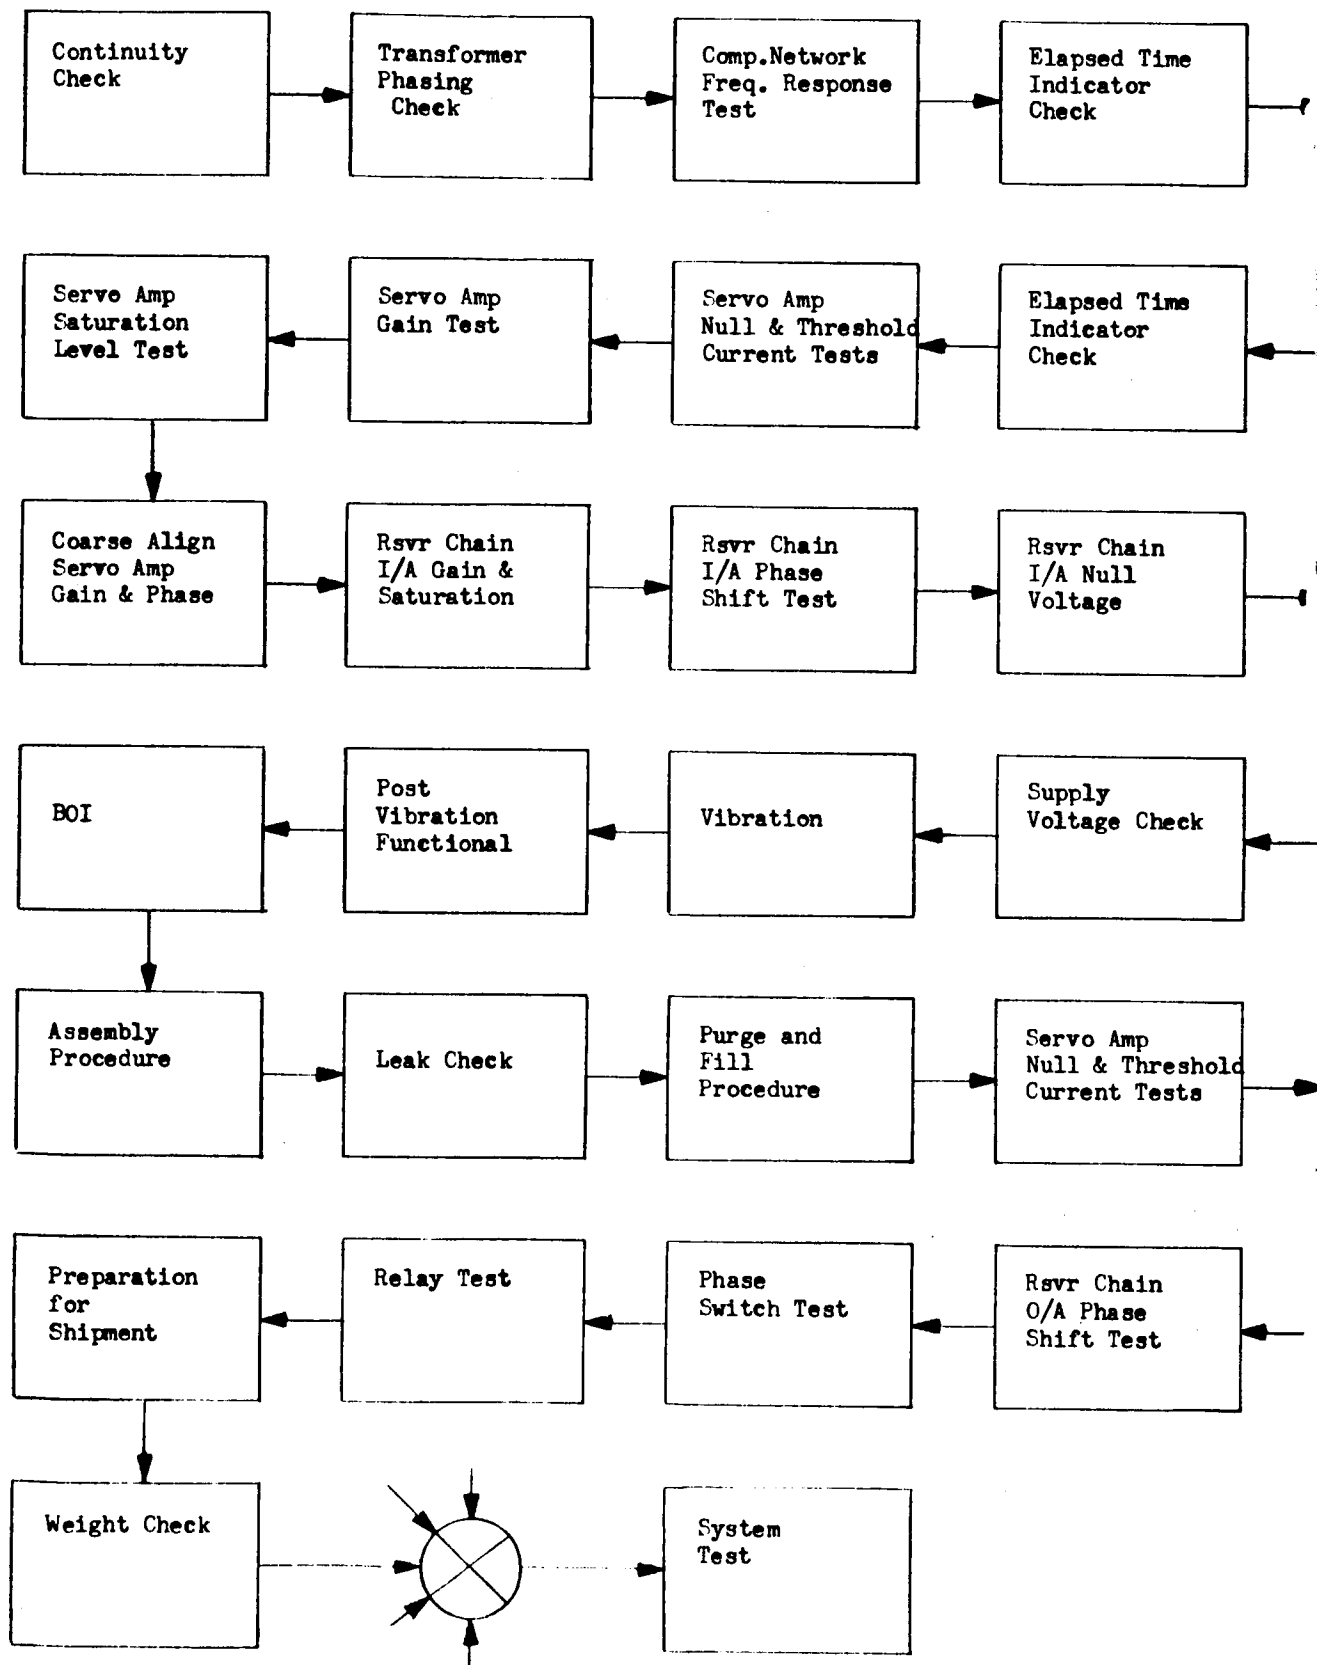 Continuity
Check
Transformer
Phasing
Check
Comp.Network
Freq. Response
Test
Elapsed Time
Indicator
Check
Servo Amp
Saturation
Level Test
Servo Amp
Gain Test
Servo Amp
Null & Threshold
Current Tests
Elapsed Time
Indicator
Check
Coarse Align
Servo Amp
Gain & Phase
Rsvr Chain
I/A Gain &
Saturation
Rsvr Chain
I/A Phase
Shift Test
Rsvr Chain
I/A Null
Voltage
BOI
Post
Vibration
Functional
Vibration
Supply
Voltage Check
Assembly
Procedure
Leak Check
Purge and
Fill
Procedure
Servo Amp
Null & Threshold
Current Tests
Preparation
for
Shipment
Relay Test
Phase
Switch Test
Rsvr Chain
O/A Phase
Shift Test
Weight Check
System
Test